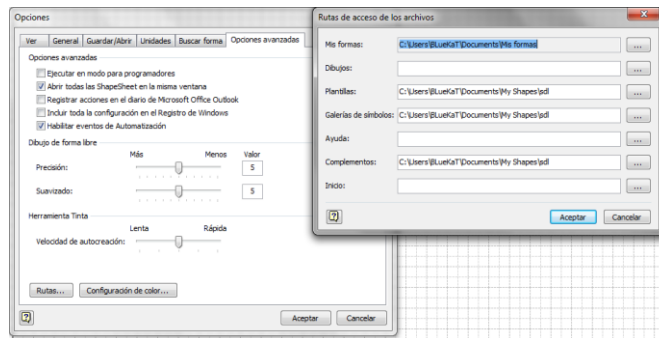 Opciones
Ver General Guardar/Abrir Unidades Buscar forma Opciones avanzadas
Opciones avanzadas
Ejecutar en modo para programadores
Abrir todas las ShapeSheet en la misma ventana
Registrar acciones en el diario de Microsoft Office Outlook
Incluir toda la configuración en el Registro de Windows
Habilitar eventos de Automatización
Dibujo de forma libre
Más Menos Valor
Precisión: 5
Suavizado: 5
Herramienta Tinta
Lenta Rápida
Velocidad de autocreación:
Rutas... Configuración de color...
Aceptar Cancelar
Rutas de acceso de los archivos
Mis formas: C:\Users\BLueKaT\Documents\Mis formas ...
Dibujos: ...
Plantillas: C:\Users\BLueKaT\Documents\My Shapes\sdl ...
Galerías de símbolos: C:\Users\BLueKaT\Documents\My Shapes\sdl ...
Ayuda: ...
Complementos: C:\Users\BLueKaT\Documents\My Shapes\sdl ...
Inicio: ...
Aceptar Cancelar